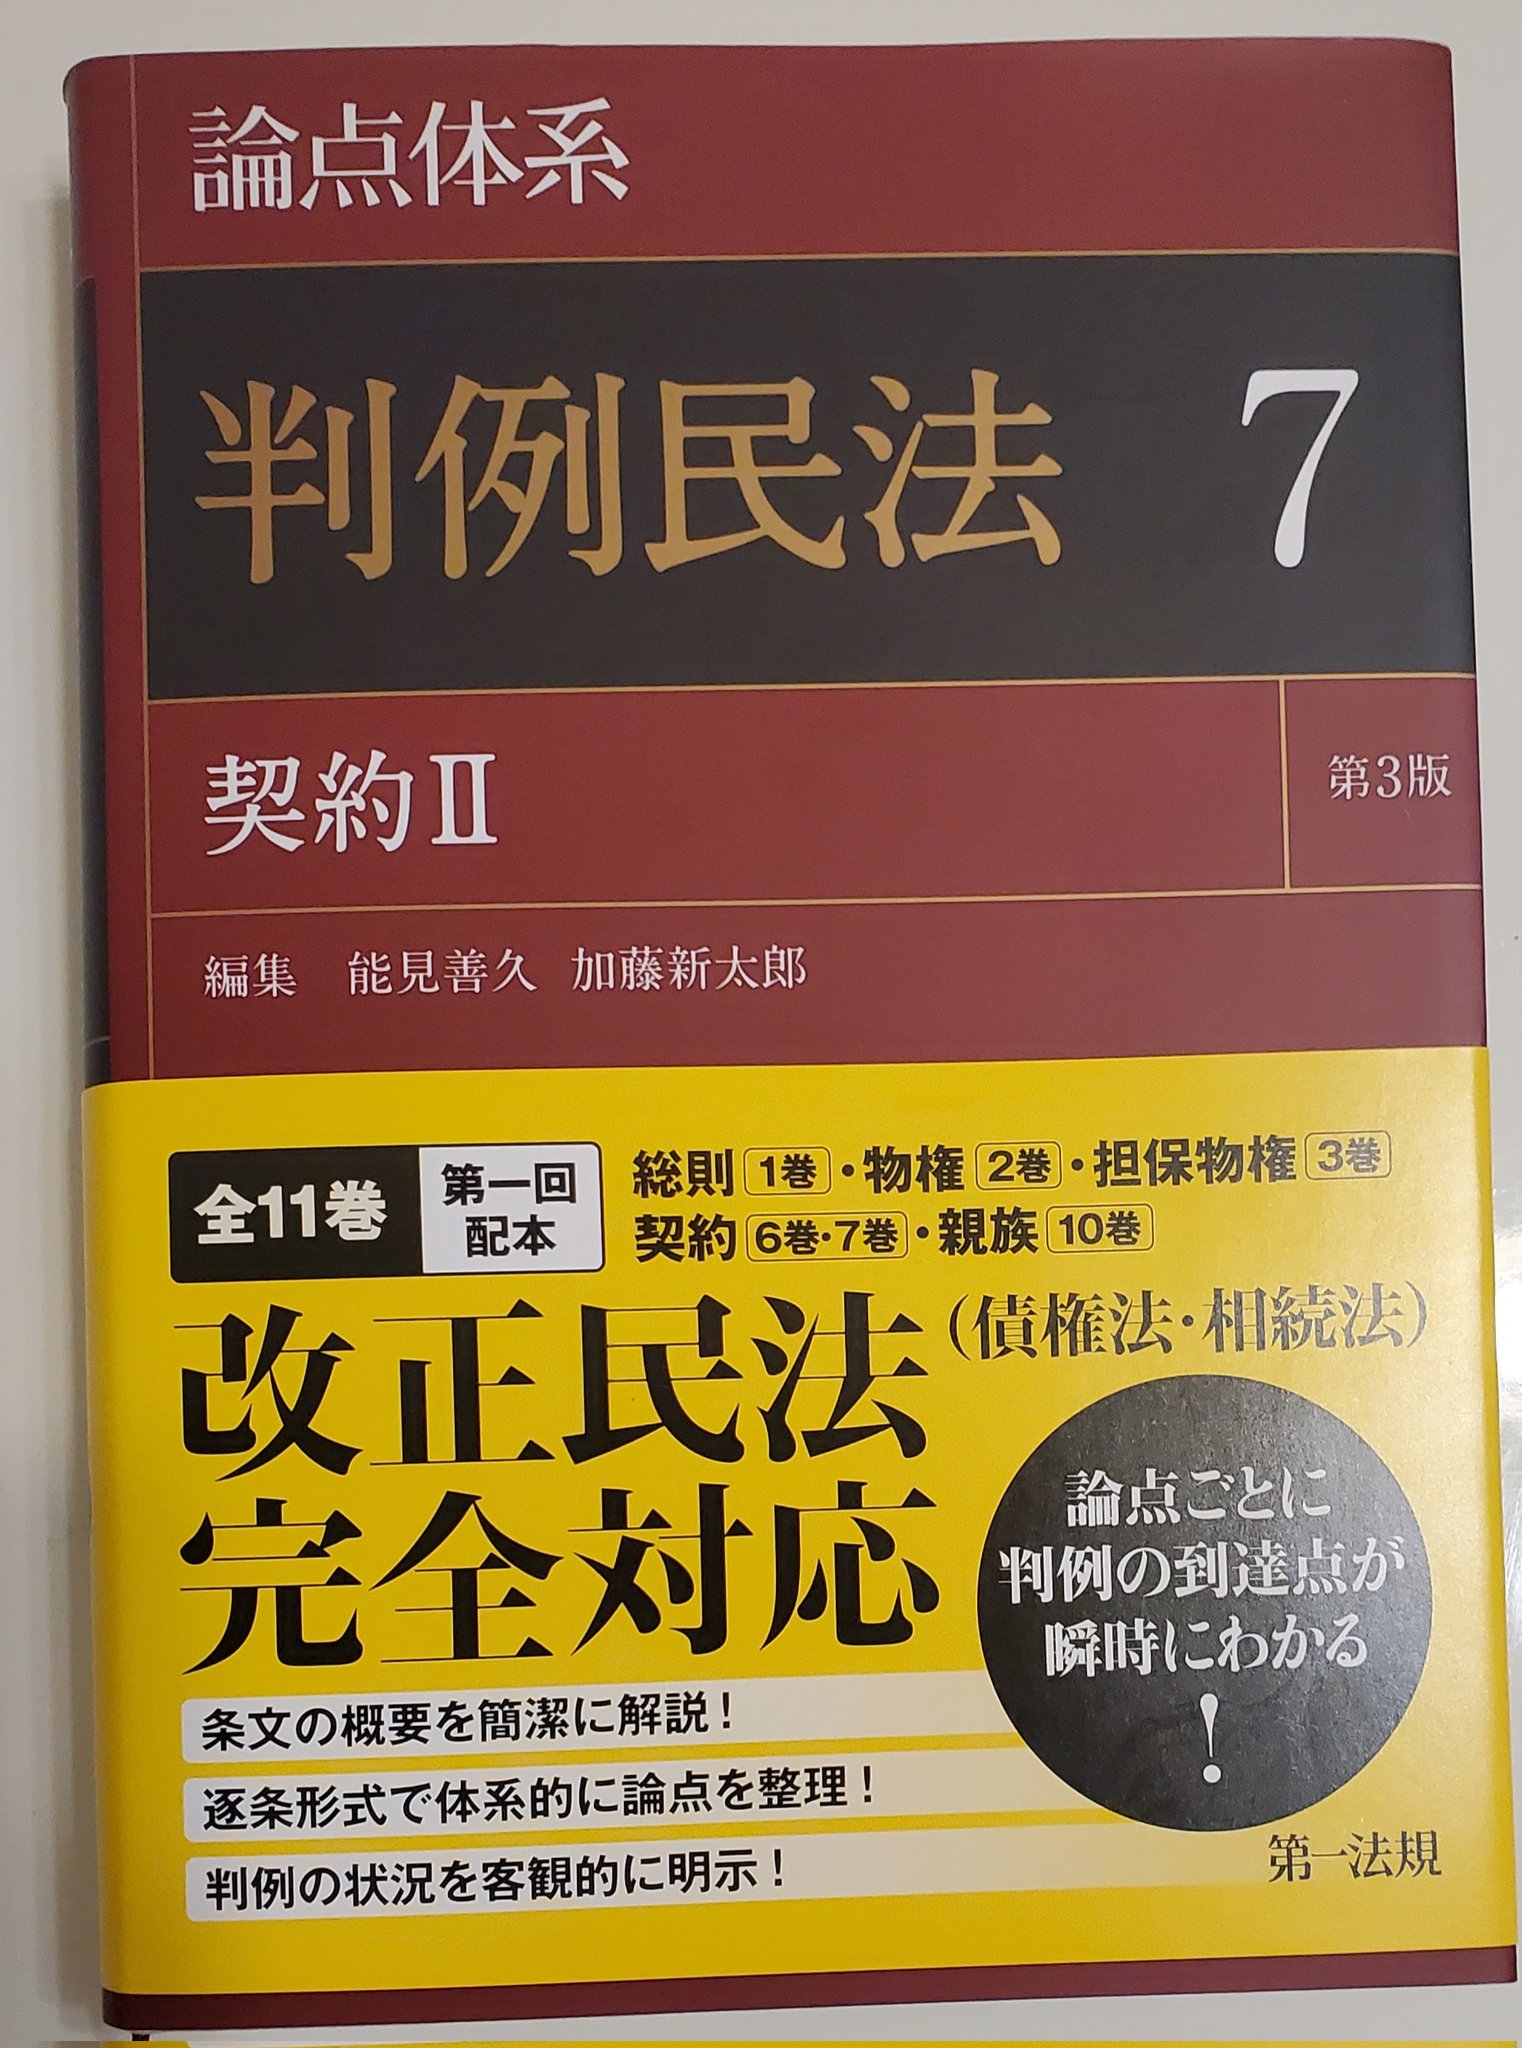 論点体系
判例民法 7
契約Ⅱ
第3版
編集 能見善久 加藤新太郎
全11巻
第一回
配本
総則 1巻・物権 2巻・担保物権 3巻
契約 6巻・7巻・親族 10巻
改正民法(債権法・相続法)
完全対応
論点ごとに
判例の到達点が
瞬時にわかる
!
条文の概要を簡潔に解説!
逐条形式で体系的に論点を整理!
判例の状況を客観的に明示!
第一法規